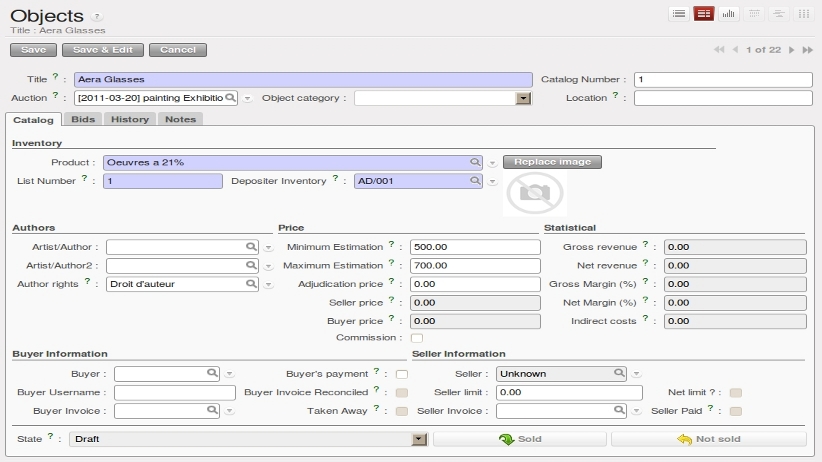 Objects ?
Title : Aera Glasses
Save Save & Edit Cancel 1 of 22
Title ? : Aera Glasses Catalog Number : 1
Auction ? : [2011-03-20] painting Exhibitio Object category : Location ? :
Catalog Bids History Notes
Inventory
Product : Oeuvres a 21% Replace image
List Number ? : 1 Depositer Inventory ? : AD/001
Authors Price Statistical
Artist/Author : Minimum Estimation ? : 500.00 Gross revenue ? : 0.00
Artist/Author2 : Maximum Estimation ? : 700.00 Net revenue ? : 0.00
Author rights ? : Droit d'auteur Adjudication price ? : 0.00 Gross Margin (%) ? : 0.00
Seller price ? : 0.00 Net Margin (%) ? : 0.00
Buyer price ? : 0.00 Indirect costs ? : 0.00
Commission :
Buyer Information Seller Information
Buyer : Buyer's payment ? : Seller : Unknown
Buyer Username : Buyer Invoice Reconciled ? : Seller limit : 0.00 Net limit ? :
Buyer Invoice : Taken Away ? : Seller Invoice : Seller Paid ? :
State ? : Draft Sold Not sold